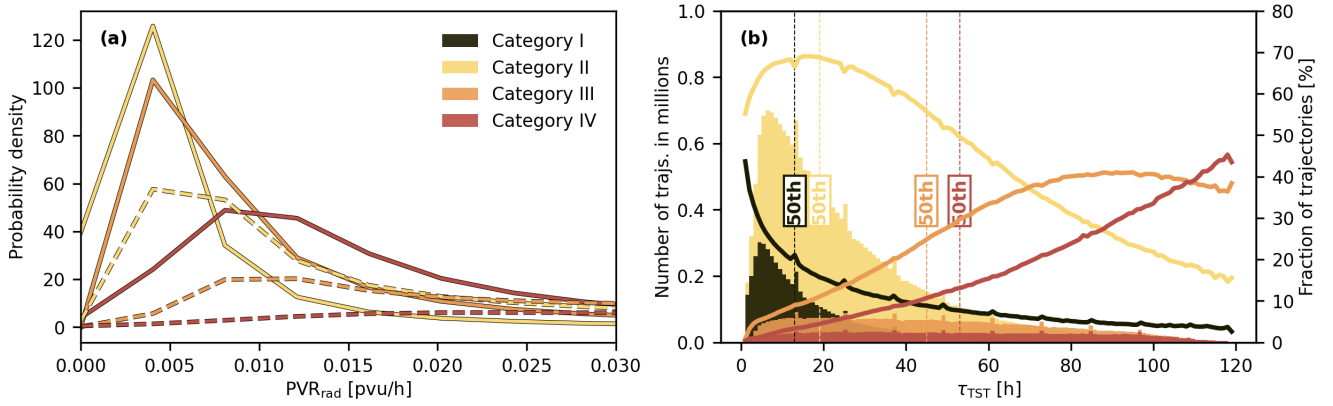 (a)
Category I
Category II
Category III
Category IV
Probability density
120
100
80
60
40
20
0
0.000 0.005 0.010 0.015 0.020 0.025 0.030
PVR_rad [pvu/h]
(b)
Number of trajs. in millions
1.0
0.8
0.6
0.4
0.2
0.0
50th
50th
50th
50th
0 20 40 60 80 100 120
τ_TST [h]
80
70
60
50
40
30
20
10
0
Fraction of trajectories [%]